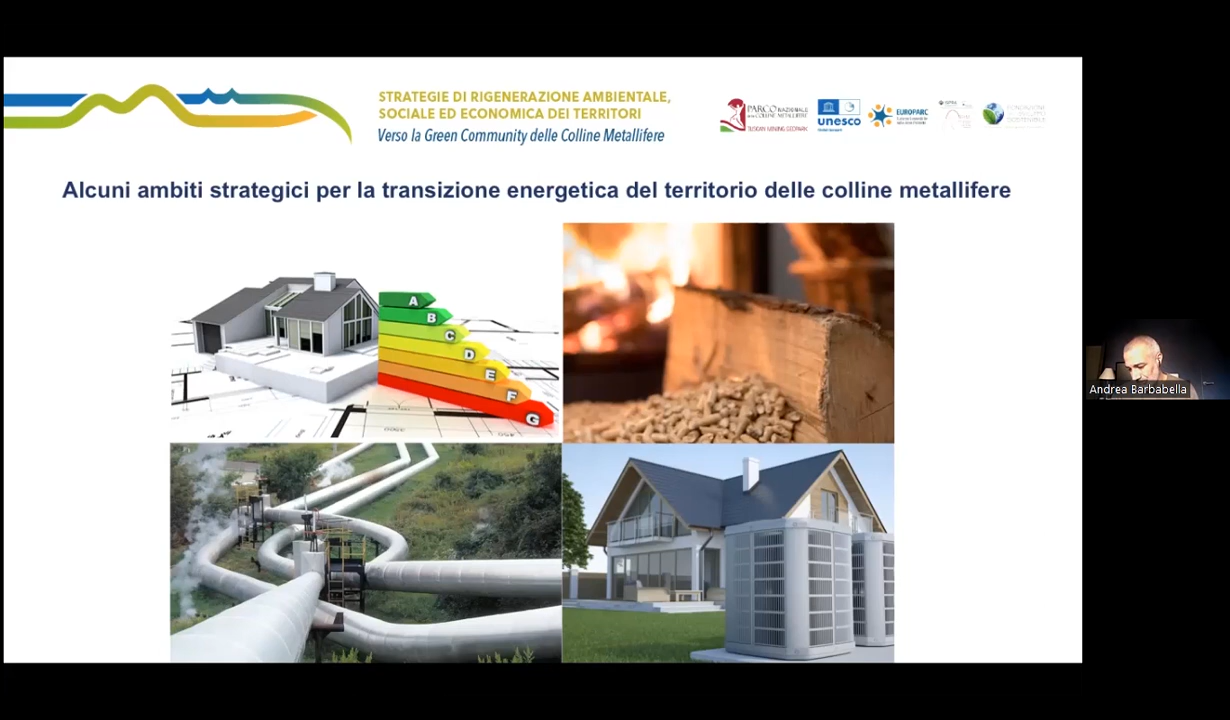 STRATEGIE DI RIGENERAZIONE AMBIENTALE,
SOCIALE ED ECONOMICA DEI TERRITORI
Verso la Green Community delle Colline Metallifere
PARCO NAZIONALE
COLLINE METALLIFERE
TUSCAN MINING GEOPARK
unesco
EUROPARC
FONDAZIONE
SOSTENIBILE
Alcuni ambiti strategici per la transizione energetica del territorio delle colline metallifere
A
B
C
D
E
F
G
Andrea Barbabella